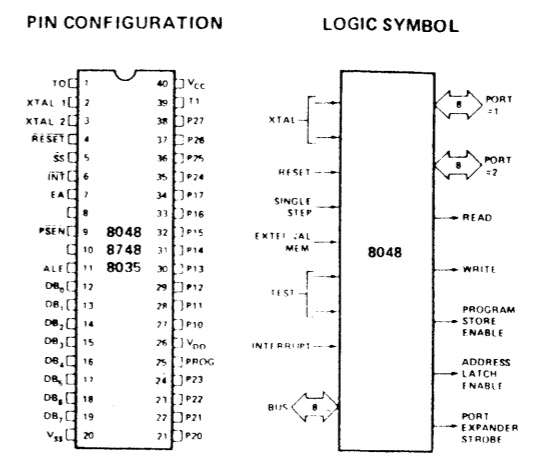 PIN CONFIGURATION
TO 1 40 VCC
XTAL 1 2 39 T1
XTAL 2 3 38 P27
RESET 4 37 P26
SS 5 36 P25
INT 6 35 P24
EA 7 34 P17
8 33 P16
PSEN 9 8048 32 P15
10 8748 31 P14
ALE 11 8035 30 P13
DB0 12 29 P12
DB1 13 28 P11
DB2 14 27 P10
DB3 15 26 VDD
DB4 16 25 PROG
DB5 17 24 P23
DB6 18 23 P22
DB7 19 22 P21
VSS 20 21 P20
LOGIC SYMBOL
XTAL
RESET
SINGLE
STEP
MEM
TEST
INTERRUPT
BUS 8
8048
8 PORT
=1
8 PORT
=2
READ
WRITE
PROGRAM
STORE
ENABLE
ADDRESS
LATCH
ENABLE
PORT
EXPANDER
STROBE